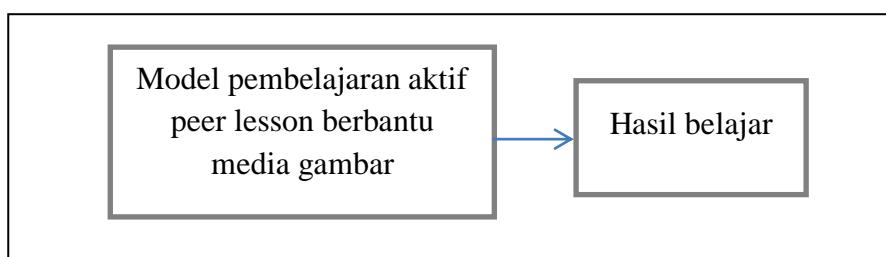 Model pembelajaran aktif
peer lesson berbantu
media gambar
Hasil belajar